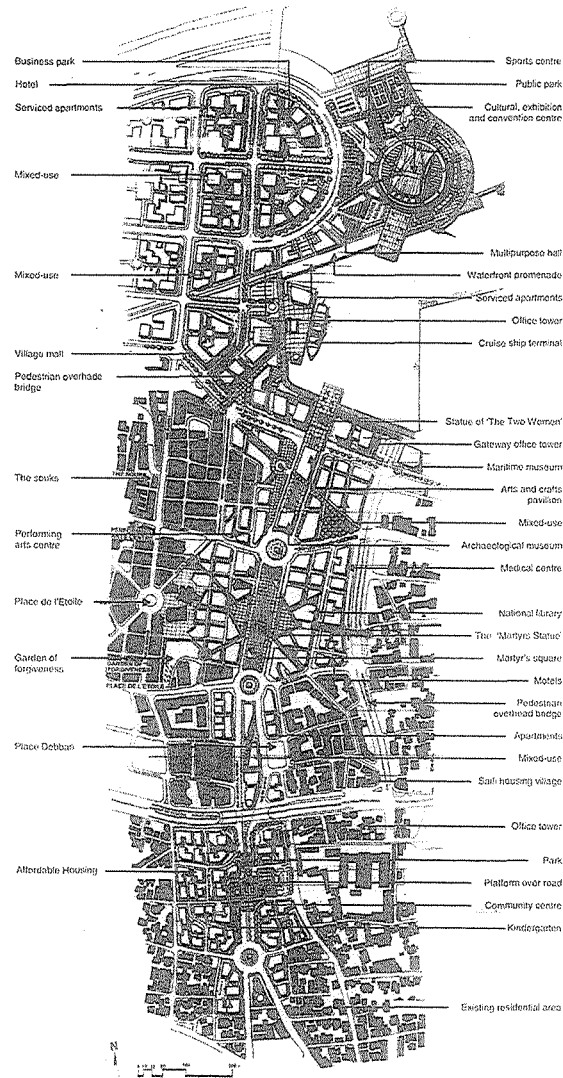 Business park
Hotel
Serviced apartments
Mixed-use
Mixed-use
Village mall
Pedestrian overhade
bridge
The souks
Performing
arts centre
Place de l'Etoile
Garden of
forgiveness
GARDEN OF
FORGIVENESS
PLACE DE L'ETOILE
Place Debbas
Affordable Housing
Sports centre
Public park
Cultural, exhibition
and convention centre
Multipurpose hall
Waterfront promenade
Serviced apartments
Office tower
Cruise ship terminal
Statue of 'The Two Women'
Gateway office tower
Maritime museum
Arts and crafts
pavilion
Mixed-use
Archaeological museum
Medical centre
National library
The 'Martyrs Statue'
Martyr's square
Motels
Pedestrian
overhead bridge
Apartments
Mixed-use
Saifi housing village
Office tower
Park
Platform over road
Community centre
Kindergarten
Existing residential area
N